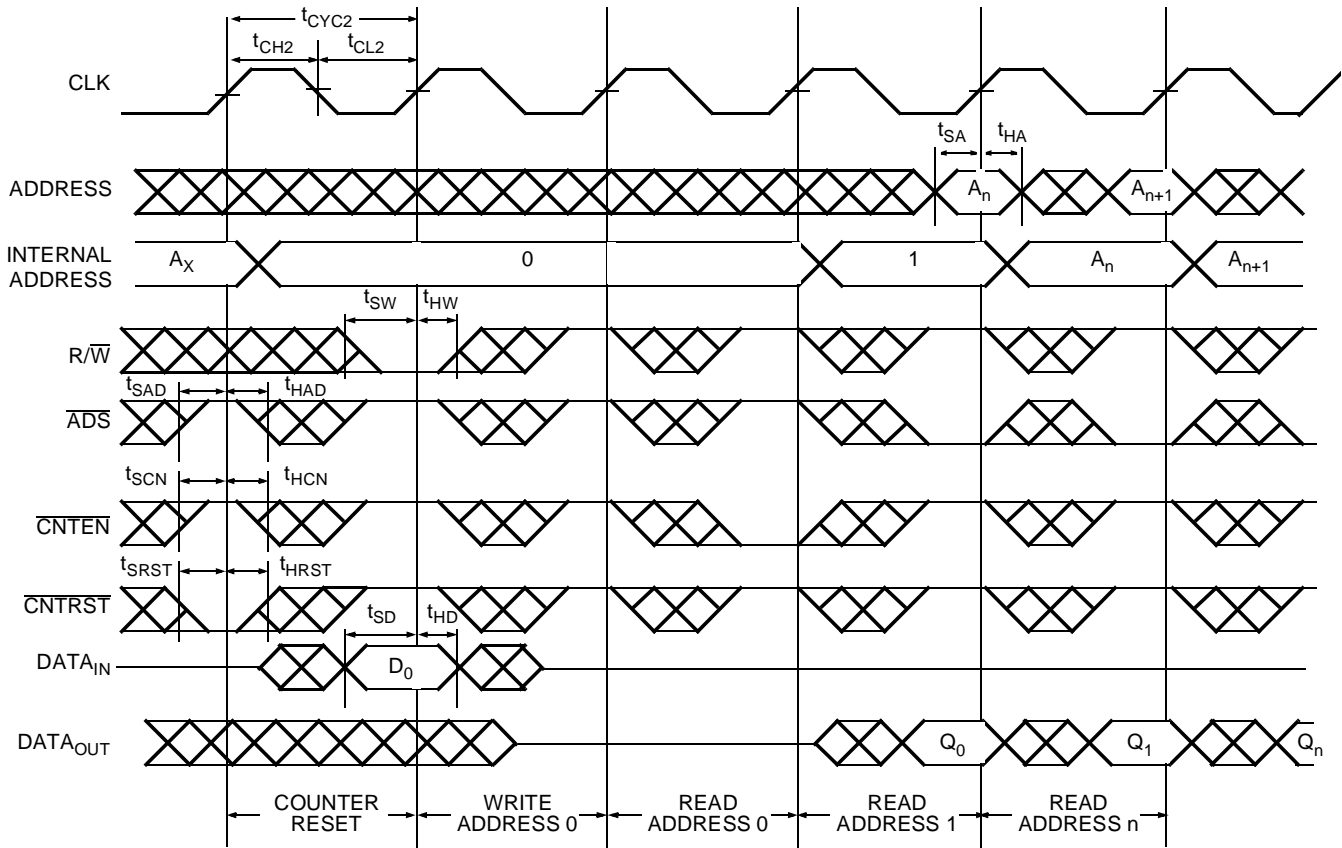 tCYC2
tCH2 tCL2
CLK
tSA tHA
ADDRESS An An+1
INTERNAL ADDRESS AX 0 1 An An+1
tSW tHW
R/W
tSAD tHAD
ADS
tSCN tHCN
CNTEN
tSRST tHRST
CNTRST
tSD tHD
DATAIN D0
DATAOUT Q0 Q1 Qn
COUNTER RESET
WRITE ADDRESS 0
READ ADDRESS 0
READ ADDRESS 1
READ ADDRESS n